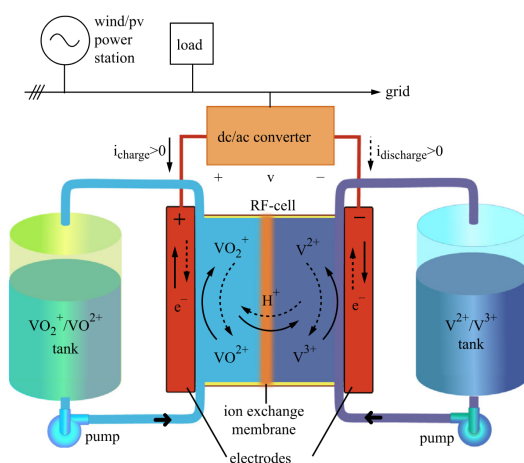 wind/pv
power
station
load
grid
dc/ac converter
i_charge>0
i_discharge>0
+ v −
RF-cell
+
−
VO₂⁺
V²⁺
e⁻
H⁺
e⁻
VO₂⁺/VO²⁺
tank
VO²⁺
V³⁺
V²⁺/V³⁺
tank
pump
ion exchange
membrane
pump
electrodes